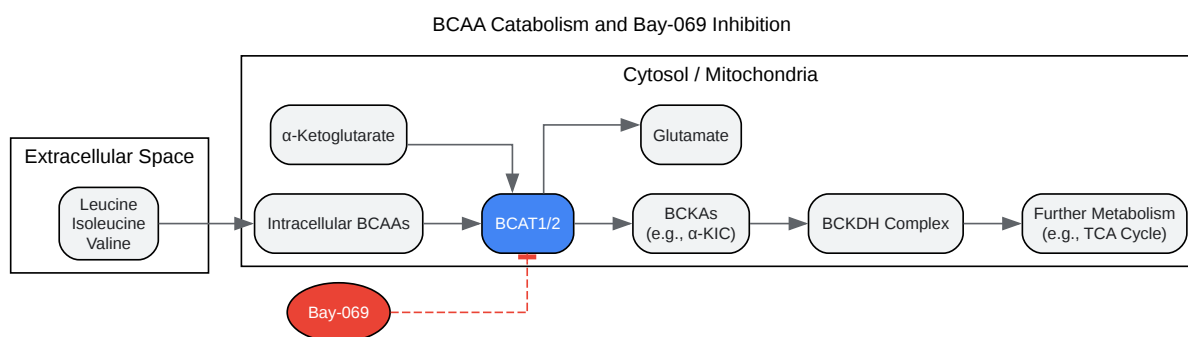 BCAA Catabolism and Bay-069 Inhibition
Cytosol / Mitochondria
α-Ketoglutarate
Glutamate
Extracellular Space
Leucine
Isoleucine
Valine
Intracellular BCAAs
BCAT1/2
BCKAs
(e.g., α-KIC)
BCKDH Complex
Further Metabolism
(e.g., TCA Cycle)
Bay-069